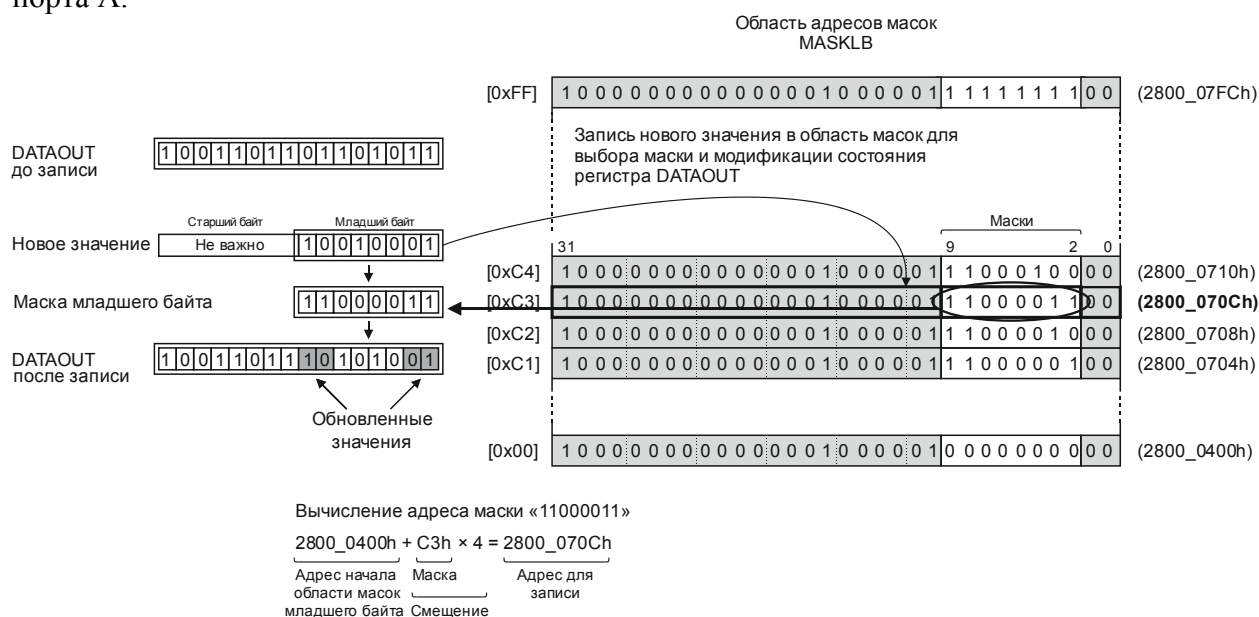 порта А.
Область адресов масок
MASKLB
[0xFF] 1 0 0 0 0 0 0 0 0 0 0 0 0 0 0 1 0 0 0 0 0 1 1 1 1 1 1 1 1 1 0 0 (2800_07FCh)
Запись нового значения в область масок для
выбора маски и модификации состояния
регистра DATAOUT
DATAOUT
до записи
1 0 0 1 1 0 1 1 0 1 1 0 1 0 1 1
Старший байт Младший байт
Новое значение Не важно 1 0 0 1 0 0 0 1
Маски
31 9 2 0
[0xC4] 1 0 0 0 0 0 0 0 0 0 0 0 0 0 0 1 0 0 0 0 0 1 1 1 0 0 0 1 0 0 0 0 (2800_0710h)
Маска младшего байта 1 1 0 0 0 0 1 1
[0xC3] 1 0 0 0 0 0 0 0 0 0 0 0 0 0 0 1 0 0 0 0 0 1 1 1 0 0 0 0 1 1 0 0 (2800_070Ch)
[0xC2] 1 0 0 0 0 0 0 0 0 0 0 0 0 0 0 1 0 0 0 0 0 1 1 1 0 0 0 0 1 0 0 0 (2800_0708h)
[0xC1] 1 0 0 0 0 0 0 0 0 0 0 0 0 0 0 1 0 0 0 0 0 1 1 1 0 0 0 0 0 1 0 0 (2800_0704h)
DATAOUT
после записи
1 0 0 1 1 0 1 1 1 0 1 0 1 0 0 1
Обновленные
значения
[0x00] 1 0 0 0 0 0 0 0 0 0 0 0 0 0 0 1 0 0 0 0 0 1 0 0 0 0 0 0 0 0 0 0 (2800_0400h)
Вычисление адреса маски «11000011»
2800_0400h + C3h × 4 = 2800_070Ch
Адрес начала
области масок
младшего байта
Маска
Смещение
Адрес для
записи